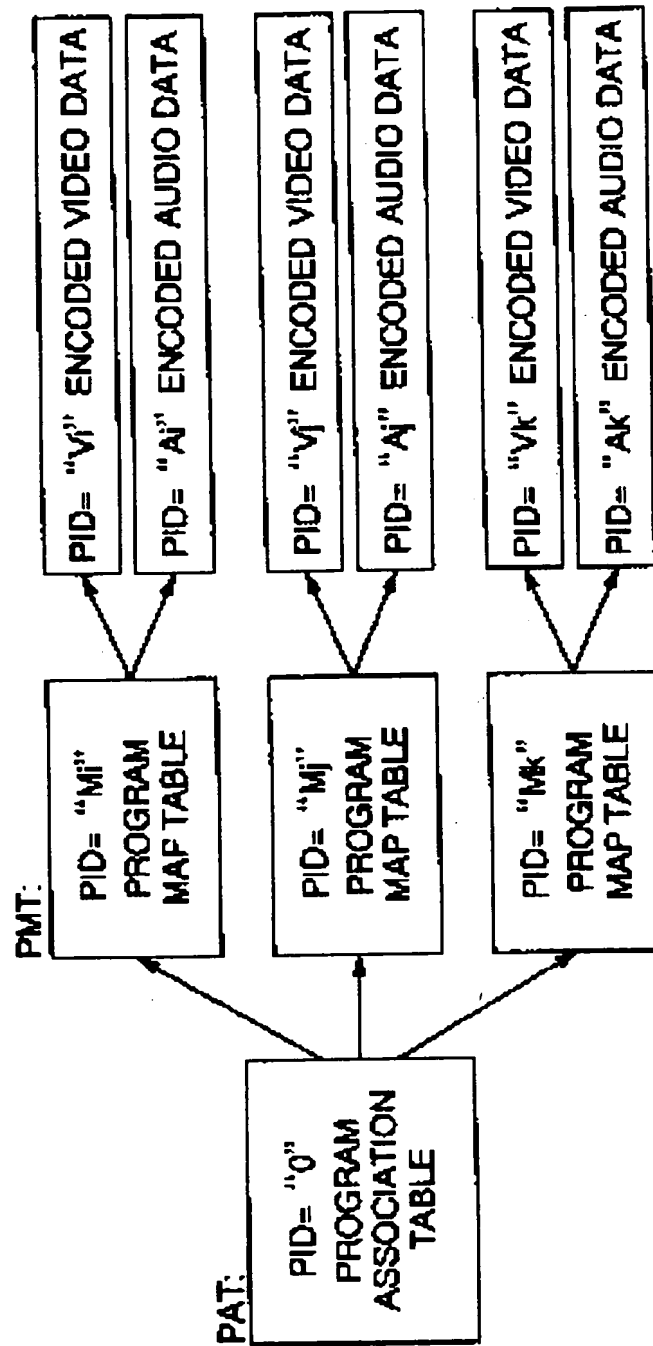 PAT:
PID= "0"
PROGRAM
ASSOCIATION
TABLE
PMT:
PID= "Mi"
PROGRAM
MAP TABLE
PID= "Mj"
PROGRAM
MAP TABLE
PID= "Mk"
PROGRAM
MAP TABLE
PID= "Vi" ENCODED VIDEO DATA
PID= "Ai" ENCODED AUDIO DATA
PID= "Vj" ENCODED VIDEO DATA
PID= "Aj" ENCODED AUDIO DATA
PID= "Vk" ENCODED VIDEO DATA
PID= "Ak" ENCODED AUDIO DATA